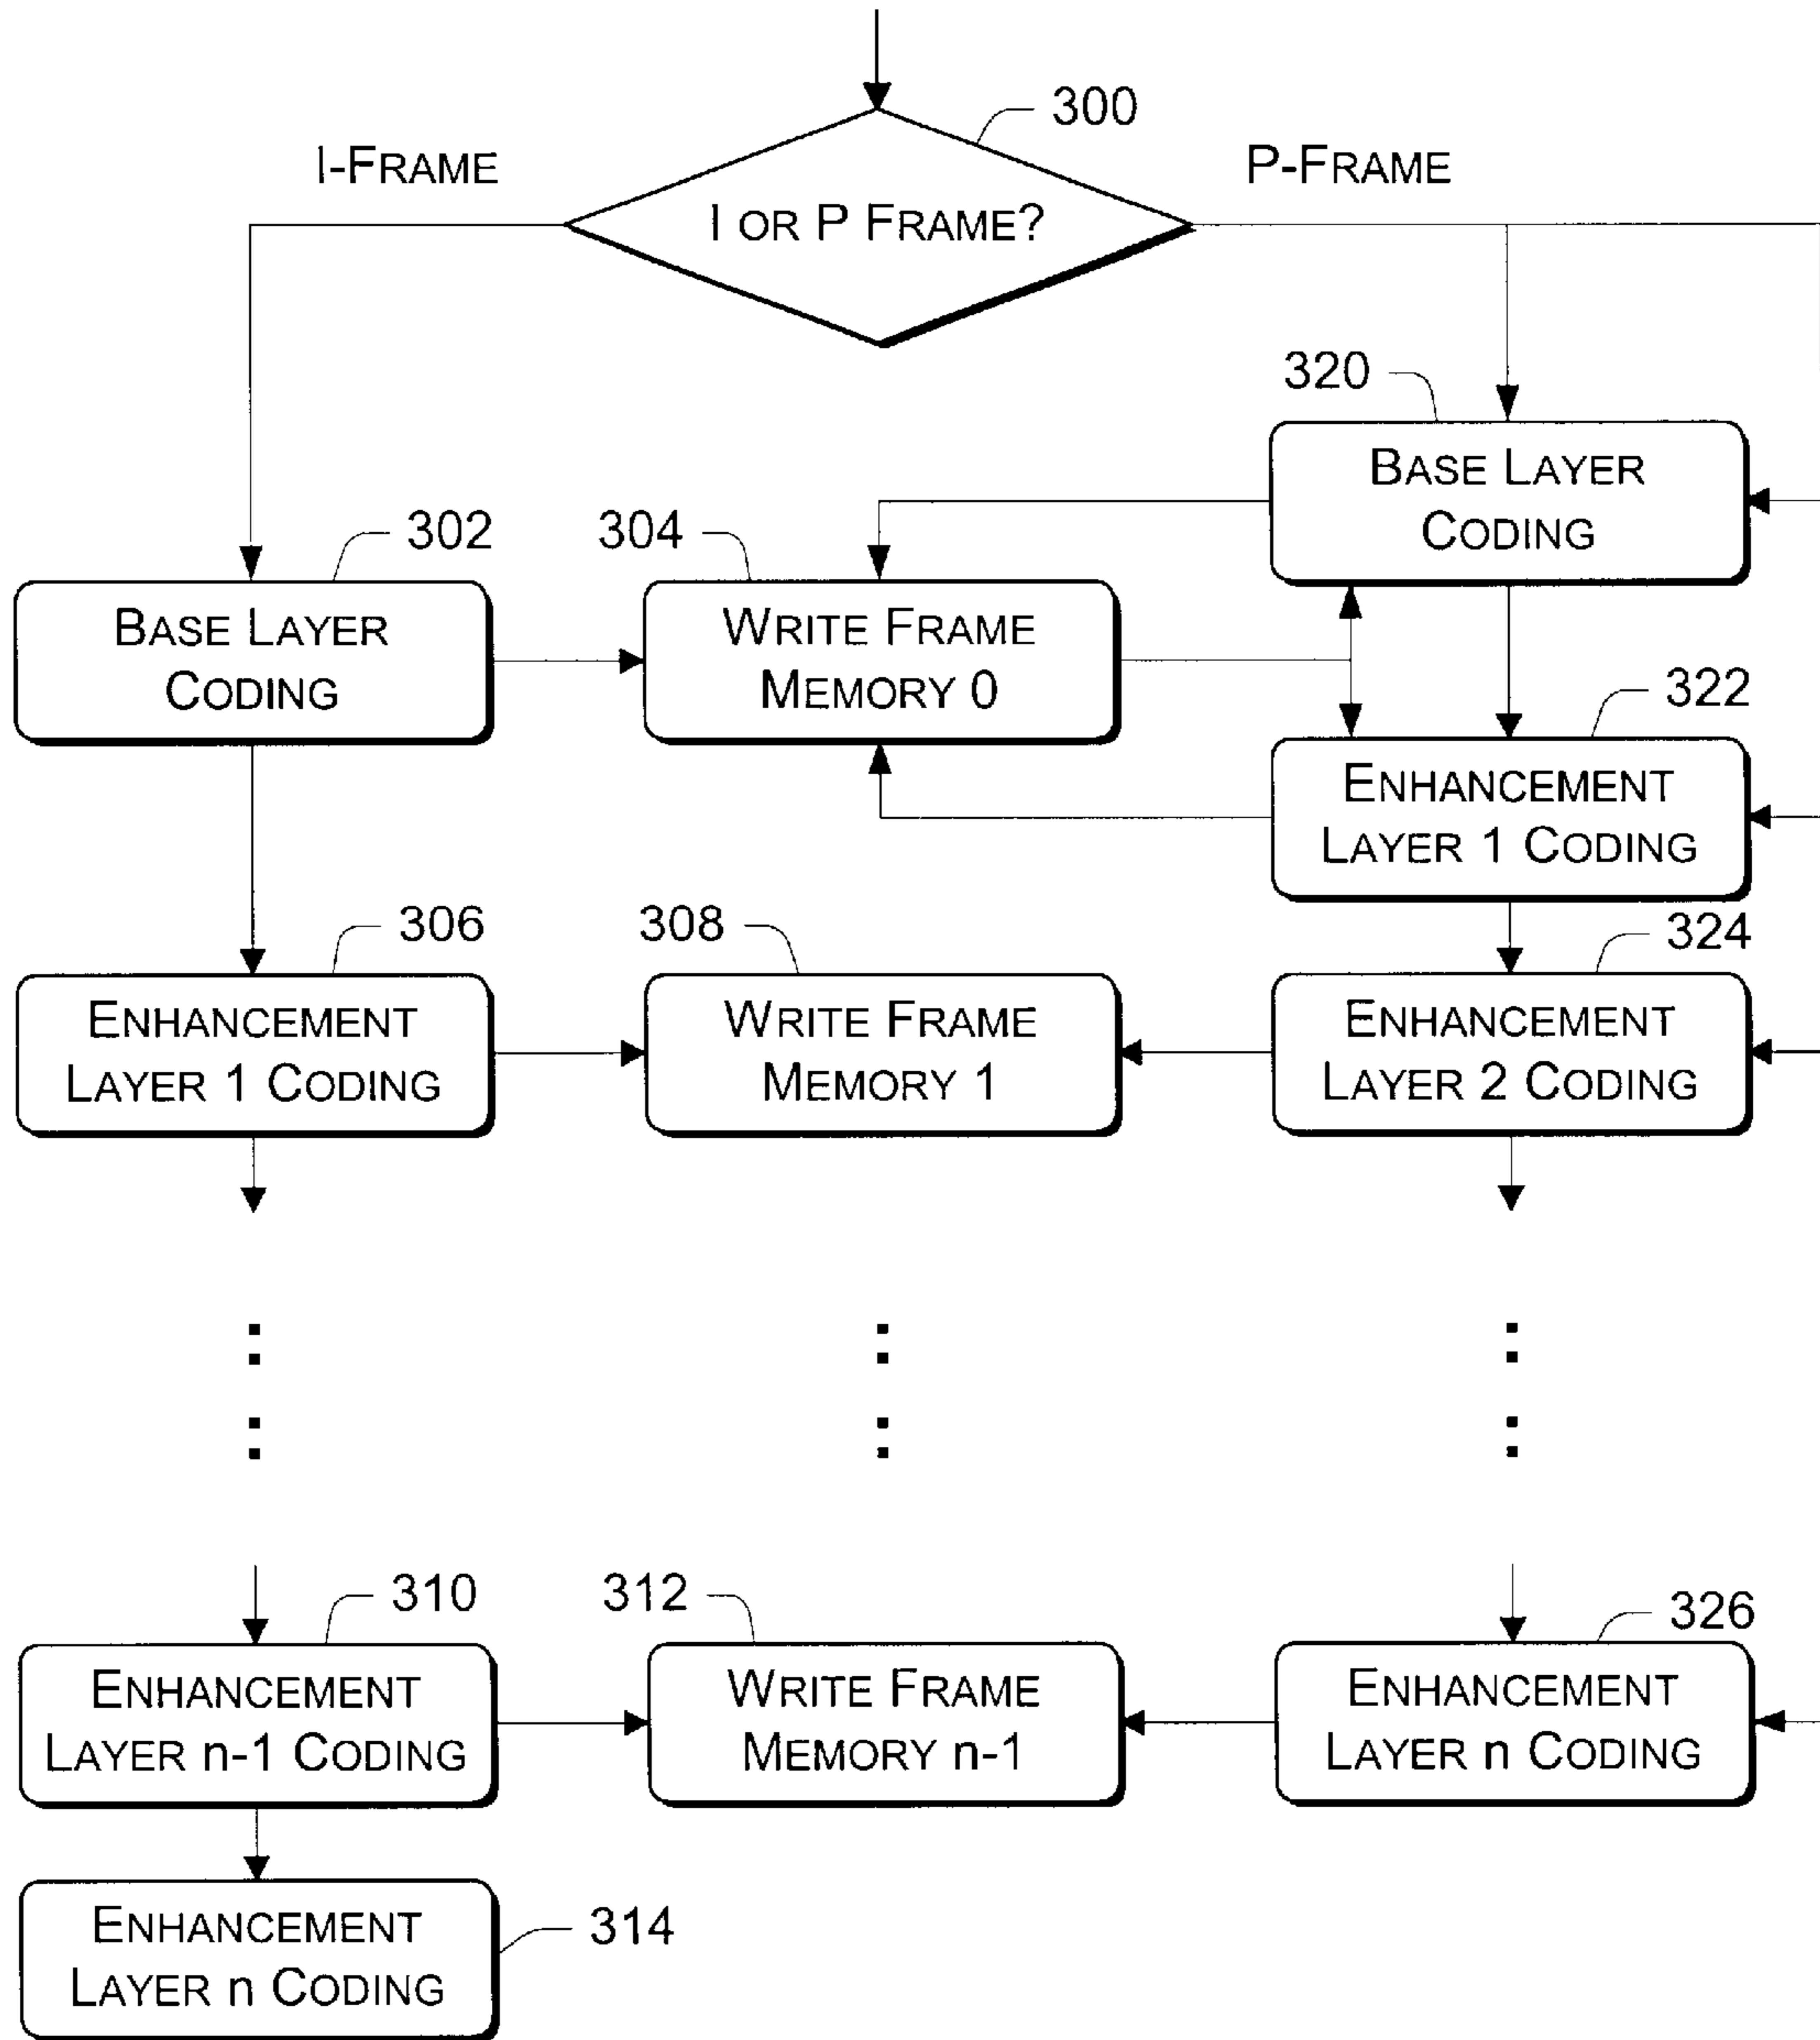 300
I-FRAME
P-FRAME
I OR P FRAME?
320
BASE LAYER
CODING
302
304
BASE LAYER
CODING
WRITE FRAME
MEMORY 0
322
ENHANCEMENT
LAYER 1 CODING
306
308
324
ENHANCEMENT
LAYER 1 CODING
WRITE FRAME
MEMORY 1
ENHANCEMENT
LAYER 2 CODING
310
312
326
ENHANCEMENT
LAYER n-1 CODING
WRITE FRAME
MEMORY n-1
ENHANCEMENT
LAYER n CODING
ENHANCEMENT
LAYER n CODING
314